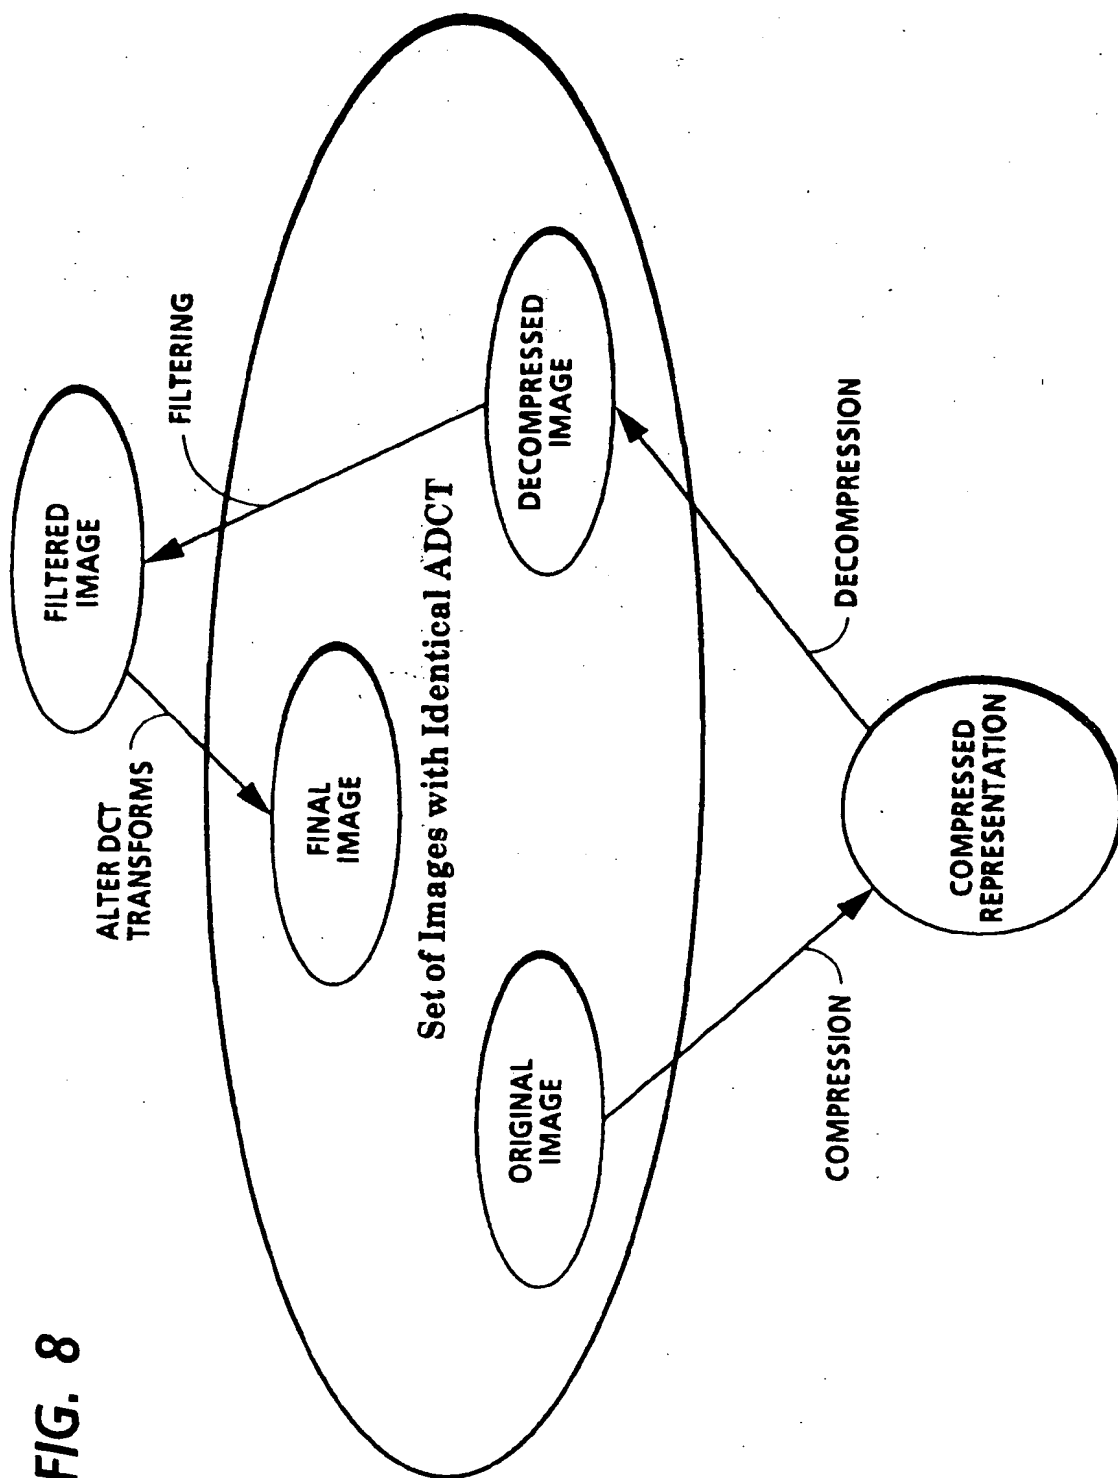 FIG. 8
FILTERED
IMAGE
FILTERING
ALTER DCT
TRANSFORMS
FINAL
IMAGE
Set of Images with Identical ADCT
ORIGINAL
IMAGE
DECOMPRESSED
IMAGE
COMPRESSION
DECOMPRESSION
COMPRESSED
REPRESENTATION